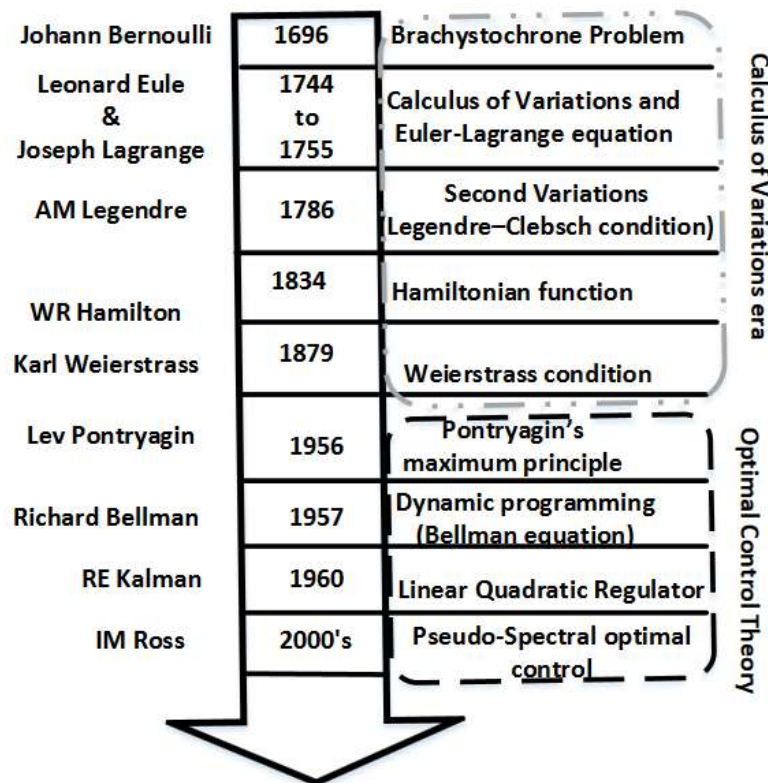 Johann Bernoulli 1696 Brachystochrone Problem
Leonard Eule
&
Joseph Lagrange
1744
to
1755
Calculus of Variations and
Euler-Lagrange equation
AM Legendre 1786
Second Variations
(Legendre–Clebsch condition)
WR Hamilton 1834 Hamiltonian function
Karl Weierstrass 1879 Weierstrass condition
Lev Pontryagin 1956
Pontryagin's
maximum principle
Richard Bellman 1957
Dynamic programming
(Bellman equation)
RE Kalman 1960 Linear Quadratic Regulator
IM Ross 2000's
Pseudo-Spectral optimal
control
Calculus of Variations era
Optimal Control Theory